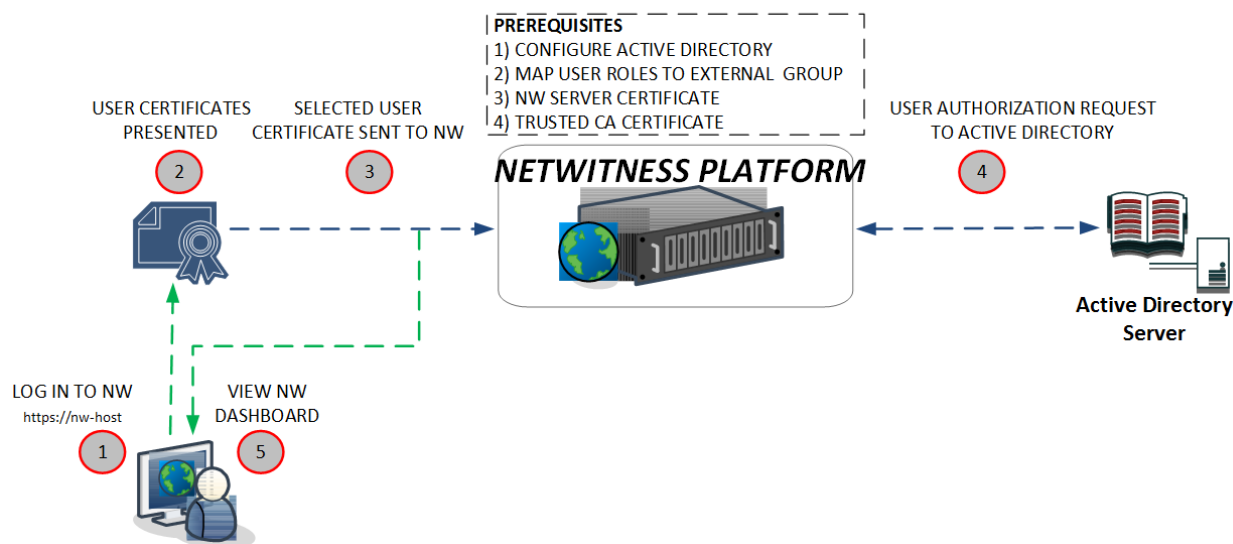 PREREQUISITES
1) CONFIGURE ACTIVE DIRECTORY
2) MAP USER ROLES TO EXTERNAL GROUP
3) NW SERVER CERTIFICATE
4) TRUSTED CA CERTIFICATE
USER CERTIFICATES
PRESENTED
2
SELECTED USER
CERTIFICATE SENT TO NW
3
NETWITNESS PLATFORM
USER AUTHORIZATION REQUEST
TO ACTIVE DIRECTORY
4
Active Directory
Server
LOG IN TO NW
https://nw-host
1
VIEW NW
DASHBOARD
5